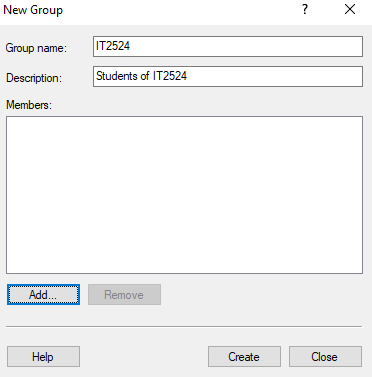 New Group
?
Group name: IT2524
Description: Students of IT2524
Members:
Add... Remove
Help Create Close